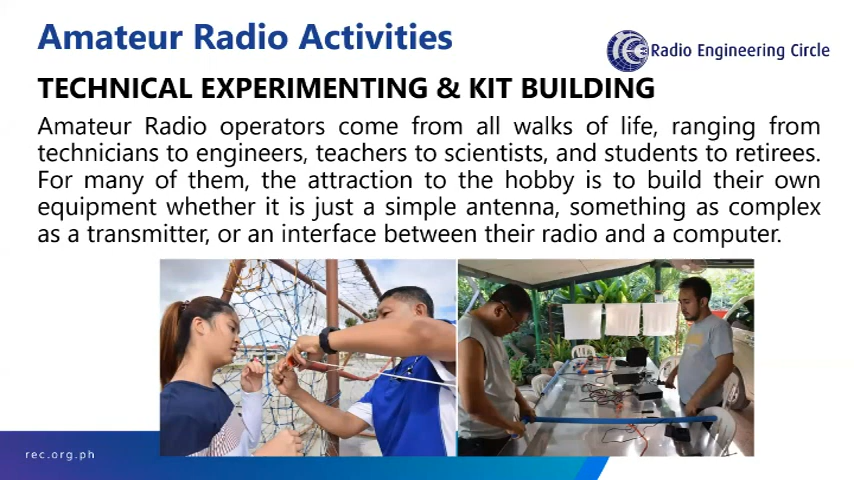 Amateur Radio Activities
Radio Engineering Circle
TECHNICAL EXPERIMENTING & KIT BUILDING
Amateur Radio operators come from all walks of life, ranging from
technicians to engineers, teachers to scientists, and students to retirees.
For many of them, the attraction to the hobby is to build their own
equipment whether it is just a simple antenna, something as complex
as a transmitter, or an interface between their radio and a computer.
rec.org.ph